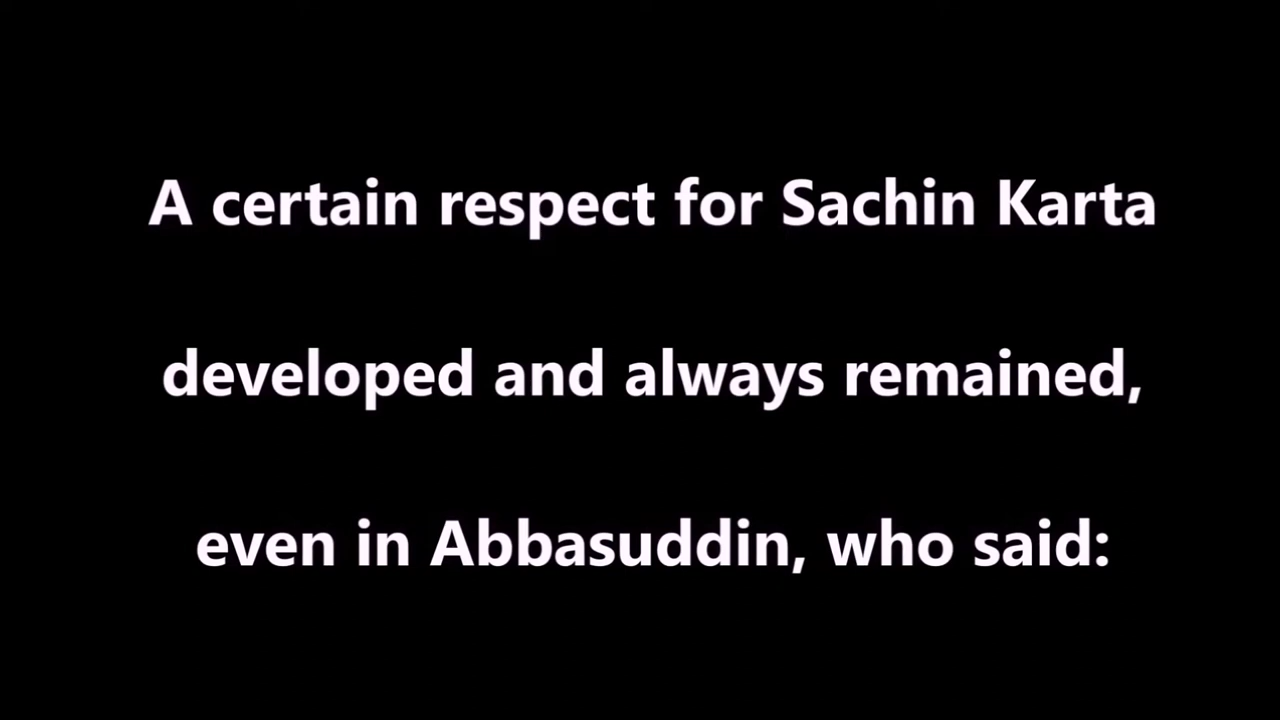 A certain respect for Sachin Karta
developed and always remained,
even in Abbasuddin, who said: